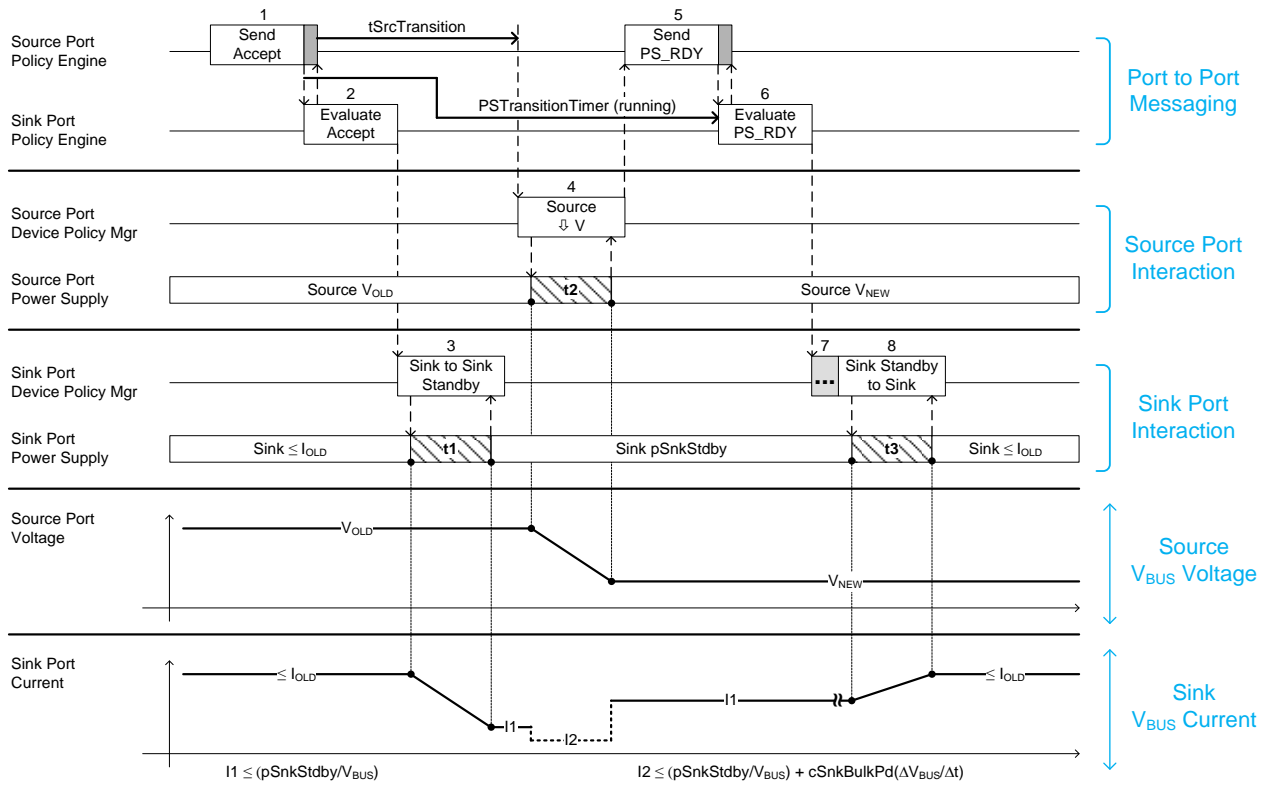 1
5
Source Port
Policy Engine
Send
Accept
tSrcTransition
Send
PS_RDY
Port to Port
Messaging
2
PSTransitionTimer (running)
6
Sink Port
Policy Engine
Evaluate
Accept
Evaluate
PS_RDY
4
Source Port
Device Policy Mgr
Source
⇩ V
Source Port
Interaction
Source Port
Power Supply
Source VOLD
t2
Source VNEW
3
7
8
Sink Port
Device Policy Mgr
Sink to Sink
Standby
...
Sink Standby
to Sink
Sink Port
Interaction
Sink Port
Power Supply
Sink ≤ IOLD
t1
Sink pSnkStdby
t3
Sink ≤ IOLD
Source Port
Voltage
VOLD
VNEW
Source
VBUS Voltage
Sink Port
Current
≤ IOLD
I1
I2
I1
≤ IOLD
Sink
VBUS Current
I1 ≤ (pSnkStdby/VBUS)
I2 ≤ (pSnkStdby/VBUS) + cSnkBulkPd(ΔVBUS/Δt)